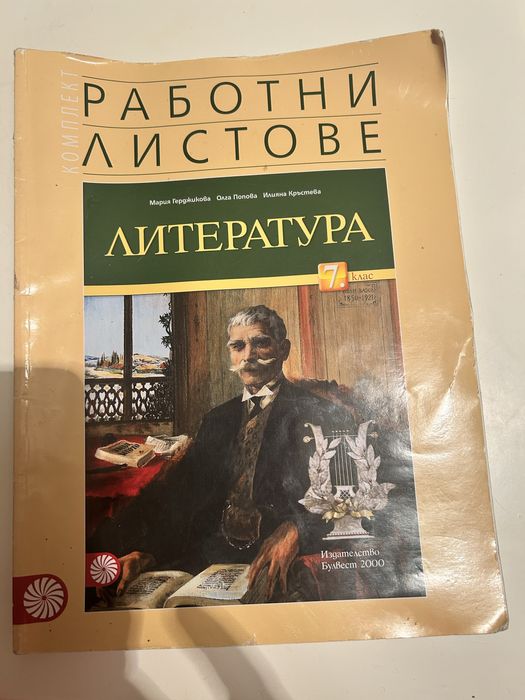 КОМПЛЕКТ
РАБОТНИ
ЛИСТОВЕ
Мария Герджикова Олга Попова Илияна Кръстева
ЛИТЕРАТУРА
7. клас
1850-1921
Издателство
Булвест 2000